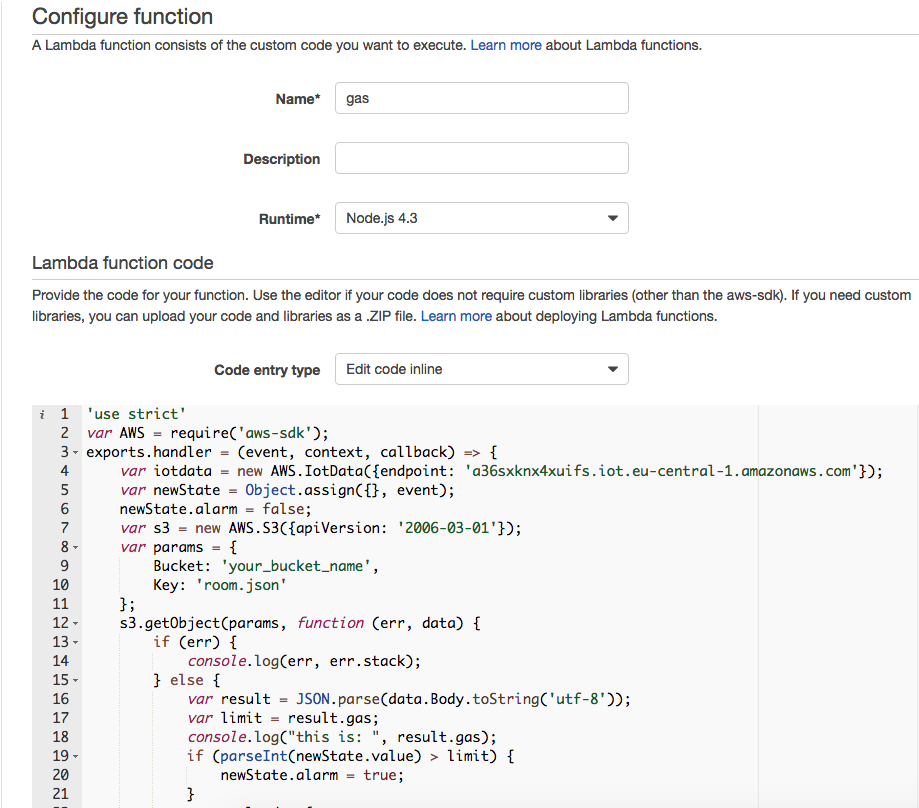 Configure function
A Lambda function consists of the custom code you want to execute. Learn more about Lambda functions.
Name* gas
Description
Runtime* Node.js 4.3
Lambda function code
Provide the code for your function. Use the editor if your code does not require custom libraries (other than the aws-sdk). If you need custom
libraries, you can upload your code and libraries as a .ZIP file. Learn more about deploying Lambda functions.
Code entry type Edit code inline
i 1 'use strict'
2 var AWS = require('aws-sdk');
3 exports.handler = (event, context, callback) => {
4     var iotdata = new AWS.IotData({endpoint: 'a36sxknx4xuifs.iot.eu-central-1.amazonaws.com'});
5     var newState = Object.assign({}, event);
6     newState.alarm = false;
7     var s3 = new AWS.S3({apiVersion: '2006-03-01'});
8     var params = {
9         Bucket: 'your_bucket_name',
10         Key: 'room.json'
11     };
12     s3.getObject(params, function (err, data) {
13         if (err) {
14             console.log(err, err.stack);
15         } else {
16             var result = JSON.parse(data.Body.toString('utf-8'));
17             var limit = result.gas;
18             console.log("this is: ", result.gas);
19             if (parseInt(newState.value) > limit) {
20                 newState.alarm = true;
21             }